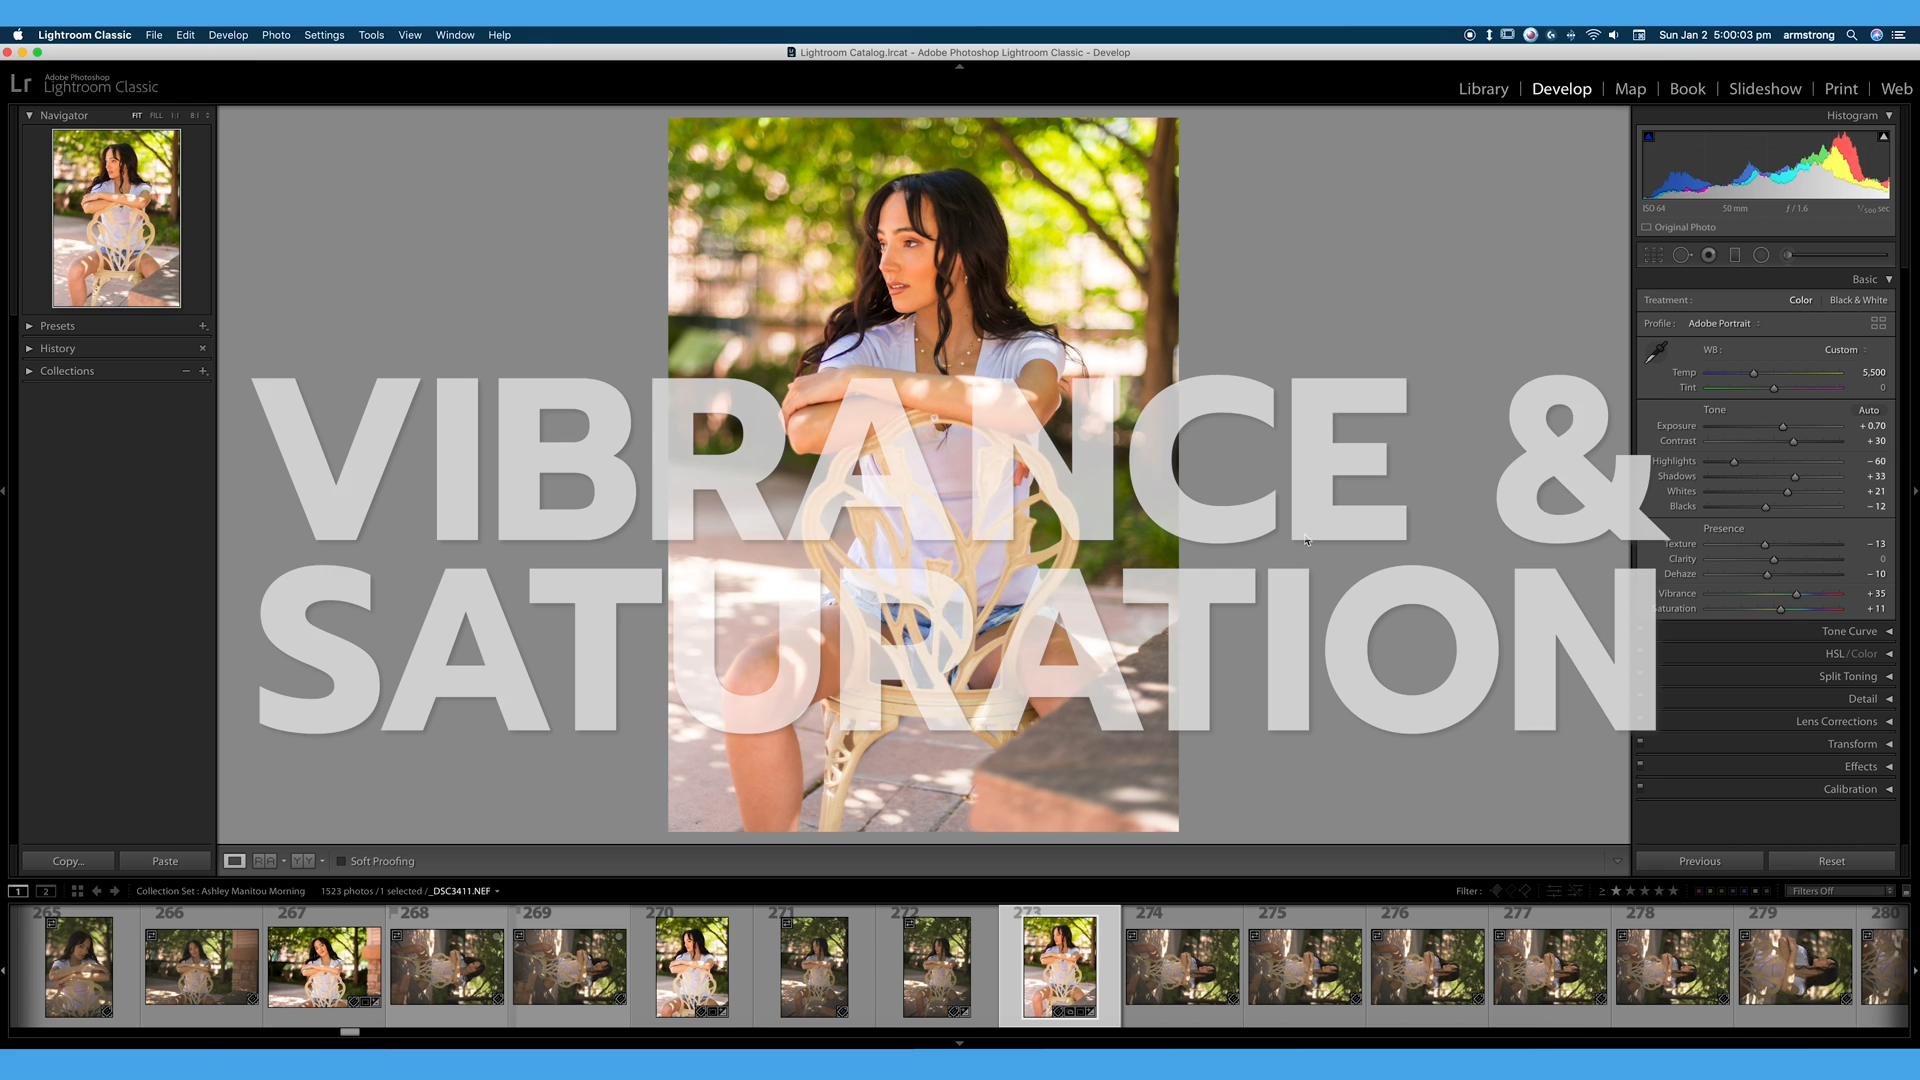 Lightroom Classic File Edit Develop Photo Settings Tools View Window Help
Sun Jan 2 5:00:03 pm armstrong
Lightroom Catalog.lrcat - Adobe Photoshop Lightroom Classic - Develop
Lr
Adobe Photoshop
Lightroom Classic
Library | Develop | Map | Book | Slideshow | Print | Web
Navigator FIT FILL 1:1 8:1
Presets
History
Collections
Histogram
ISO 64 50 mm ƒ / 1.6 1/500 sec
Original Photo
Basic
Treatment : Color Black & White
Profile : Adobe Portrait
WB : Custom
Temp 5,500
Tint 0
Tone Auto
Exposure + 0.70
Contrast + 30
Highlights − 60
Shadows + 33
Whites + 21
Blacks − 12
Presence
Texture − 13
Clarity 0
Dehaze − 10
Vibrance + 35
Saturation + 11
Tone Curve
HSL / Color
Split Toning
Detail
Lens Corrections
Transform
Effects
Calibration
VIBRANCE &
SATURATION
Copy... Paste
Soft Proofing
Previous Reset
1 2 Collection Set : Ashley Manitou Morning 1523 photos / 1 selected / _DSC3411.NEF
Filter : ≥ ★★★★★ Filters Off
265 266 267 268 269 270 271 272 273 274 275 276 277 278 279 280